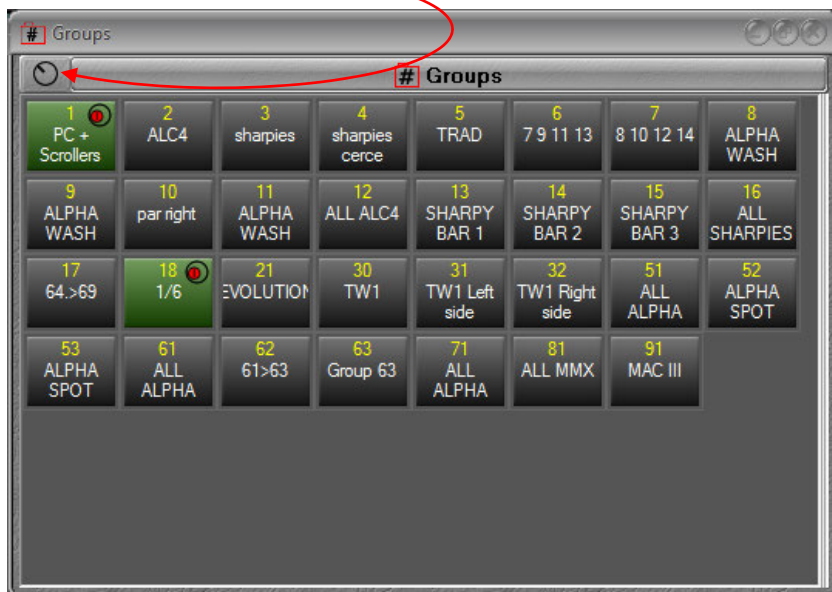 # Groups
# Groups
1
PC +
Scrollers
2
ALC4
3
sharpies
4
sharpies
cerce
5
TRAD
6
7 9 11 13
7
8 10 12 14
8
ALPHA
WASH
9
ALPHA
WASH
10
par right
11
ALPHA
WASH
12
ALL ALC4
13
SHARPY
BAR 1
14
SHARPY
BAR 2
15
SHARPY
BAR 3
16
ALL
SHARPIES
17
64.>69
18
1/6
21
EVOLUTION
30
TW1
31
TW1 Left
side
32
TW1 Right
side
51
ALL
ALPHA
52
ALPHA
SPOT
53
ALPHA
SPOT
61
ALL
ALPHA
62
61>63
63
Group 63
71
ALL
ALPHA
81
ALL MMX
91
MAC III